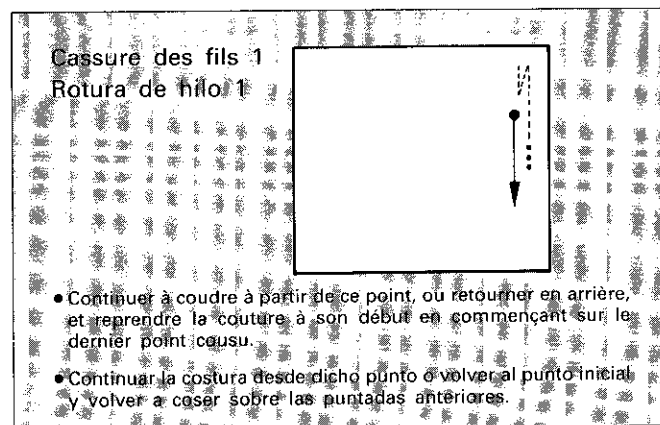 Cassure des fils 1
Rotura de hilo 1
• Continuer à coudre à partir de ce point, ou retourner en arrière,
et reprendre la couture à son début en commençant sur le
dernier point cousu.
• Continuar la costura desde dicho punto o volver al punto inicial
y volver a coser sobre las puntadas anteriores.